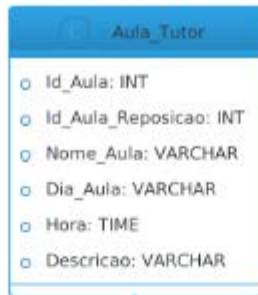 Aula_Tutor
Id_Aula: INT
Id_Aula_Reposicao: INT
Nome_Aula: VARCHAR
Dia_Aula: VARCHAR
Hora: TIME
Descricao: VARCHAR